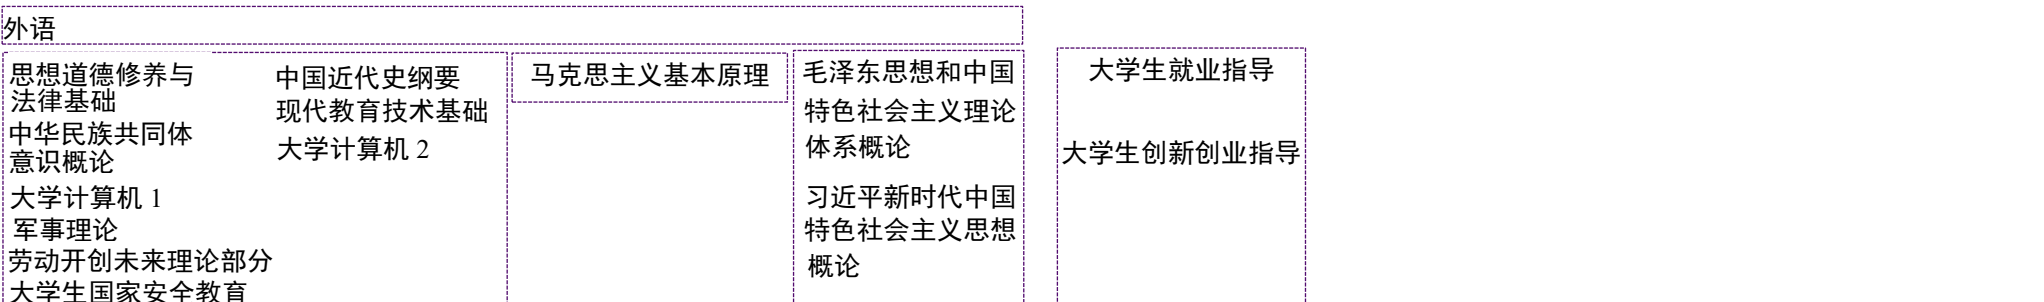 外语
思想道德修养与
法律基础
中华民族共同体
意识概论
大学计算机 1
军事理论
劳动开创未来理论部分
大学生国家安全教育
中国近代史纲要
现代教育技术基础
大学计算机 2
马克思主义基本原理
毛泽东思想和中国
特色社会主义理论
体系概论
习近平新时代中国
特色社会主义思想
概论
大学生就业指导
大学生创新创业指导